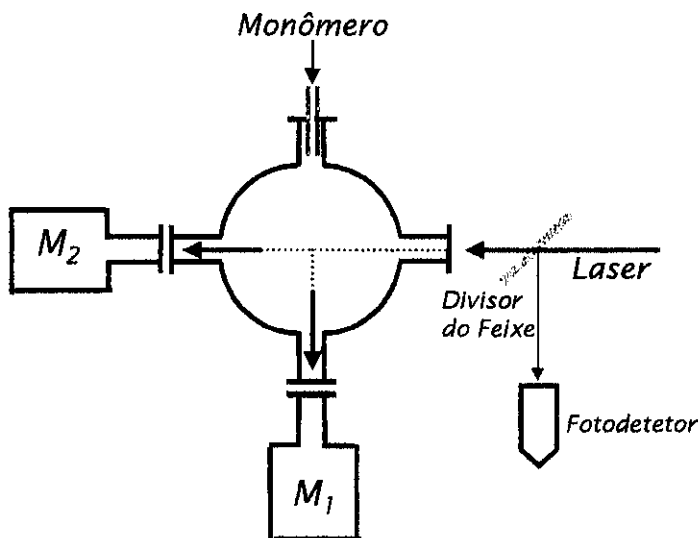 Monômero
M2
Laser
Divisor
do Feixe
Fotodetetor
M1